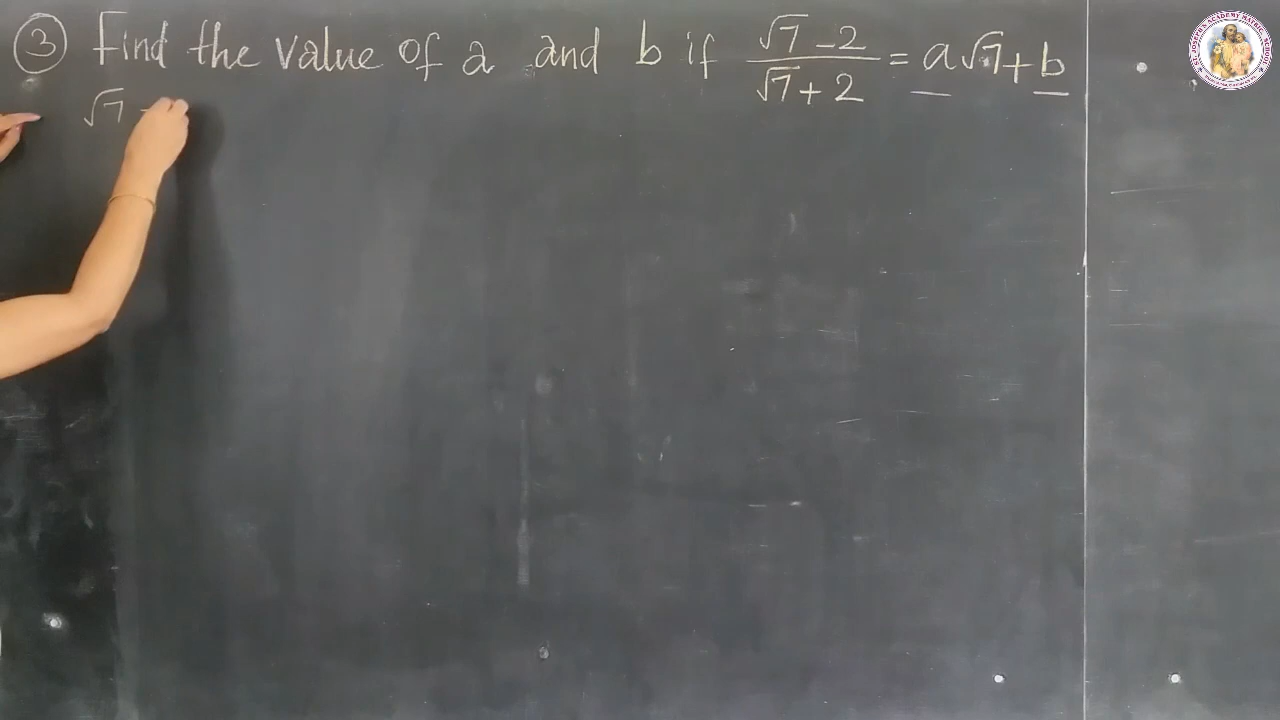 ③ Find the value of a and b if (√7 - 2)/(√7 + 2) = a√7 + b
√7 -